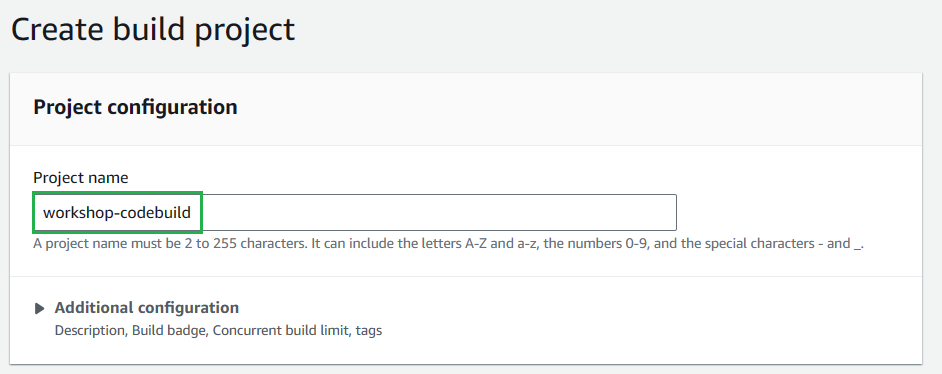 Create build project
Project configuration
Project name
workshop-codebuild
A project name must be 2 to 255 characters. It can include the letters A-Z and a-z, the numbers 0-9, and the special characters - and _.
Additional configuration
Description, Build badge, Concurrent build limit, tags